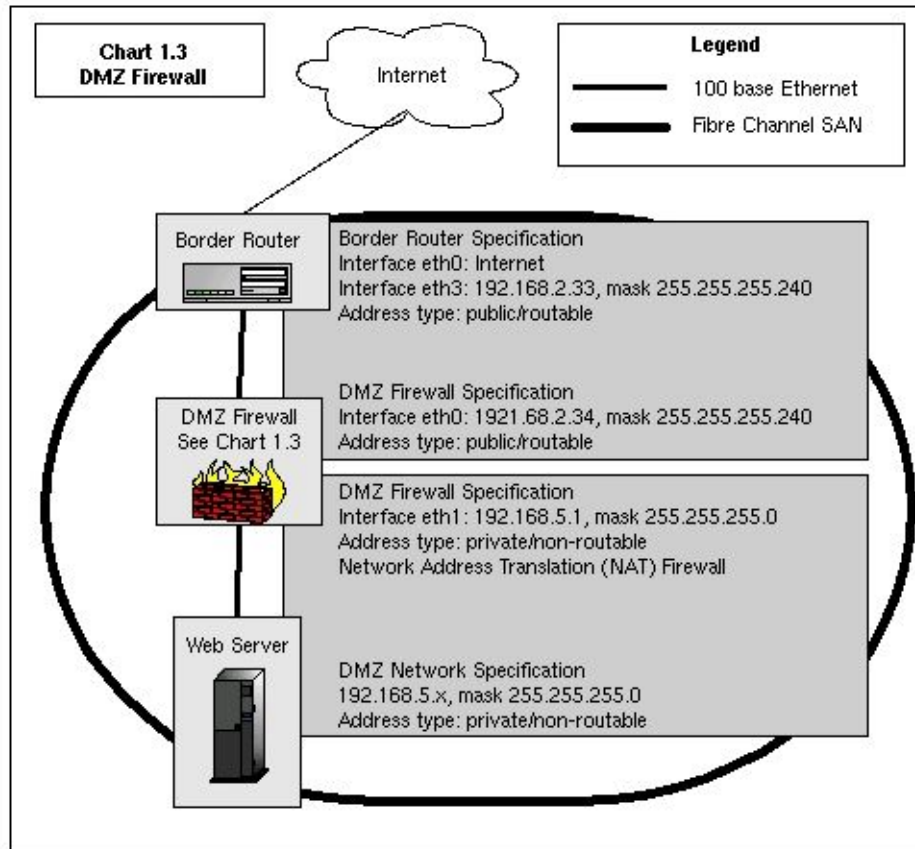 Chart 1.3
DMZ Firewall
Internet
Legend
100 base Ethernet
Fibre Channel SAN
Border Router
Border Router Specification
Interface eth0: Internet
Interface eth3: 192.168.2.33, mask 255.255.255.240
Address type: public/routable
DMZ Firewall
See Chart 1.3
DMZ Firewall Specification
Interface eth0: 1921.68.2.34, mask 255.255.255.240
Address type: public/routable
DMZ Firewall Specification
Interface eth1: 192.168.5.1, mask 255.255.255.0
Address type: private/non-routable
Network Address Translation (NAT) Firewall
Web Server
DMZ Network Specification
192.168.5.x, mask 255.255.255.0
Address type: private/non-routable